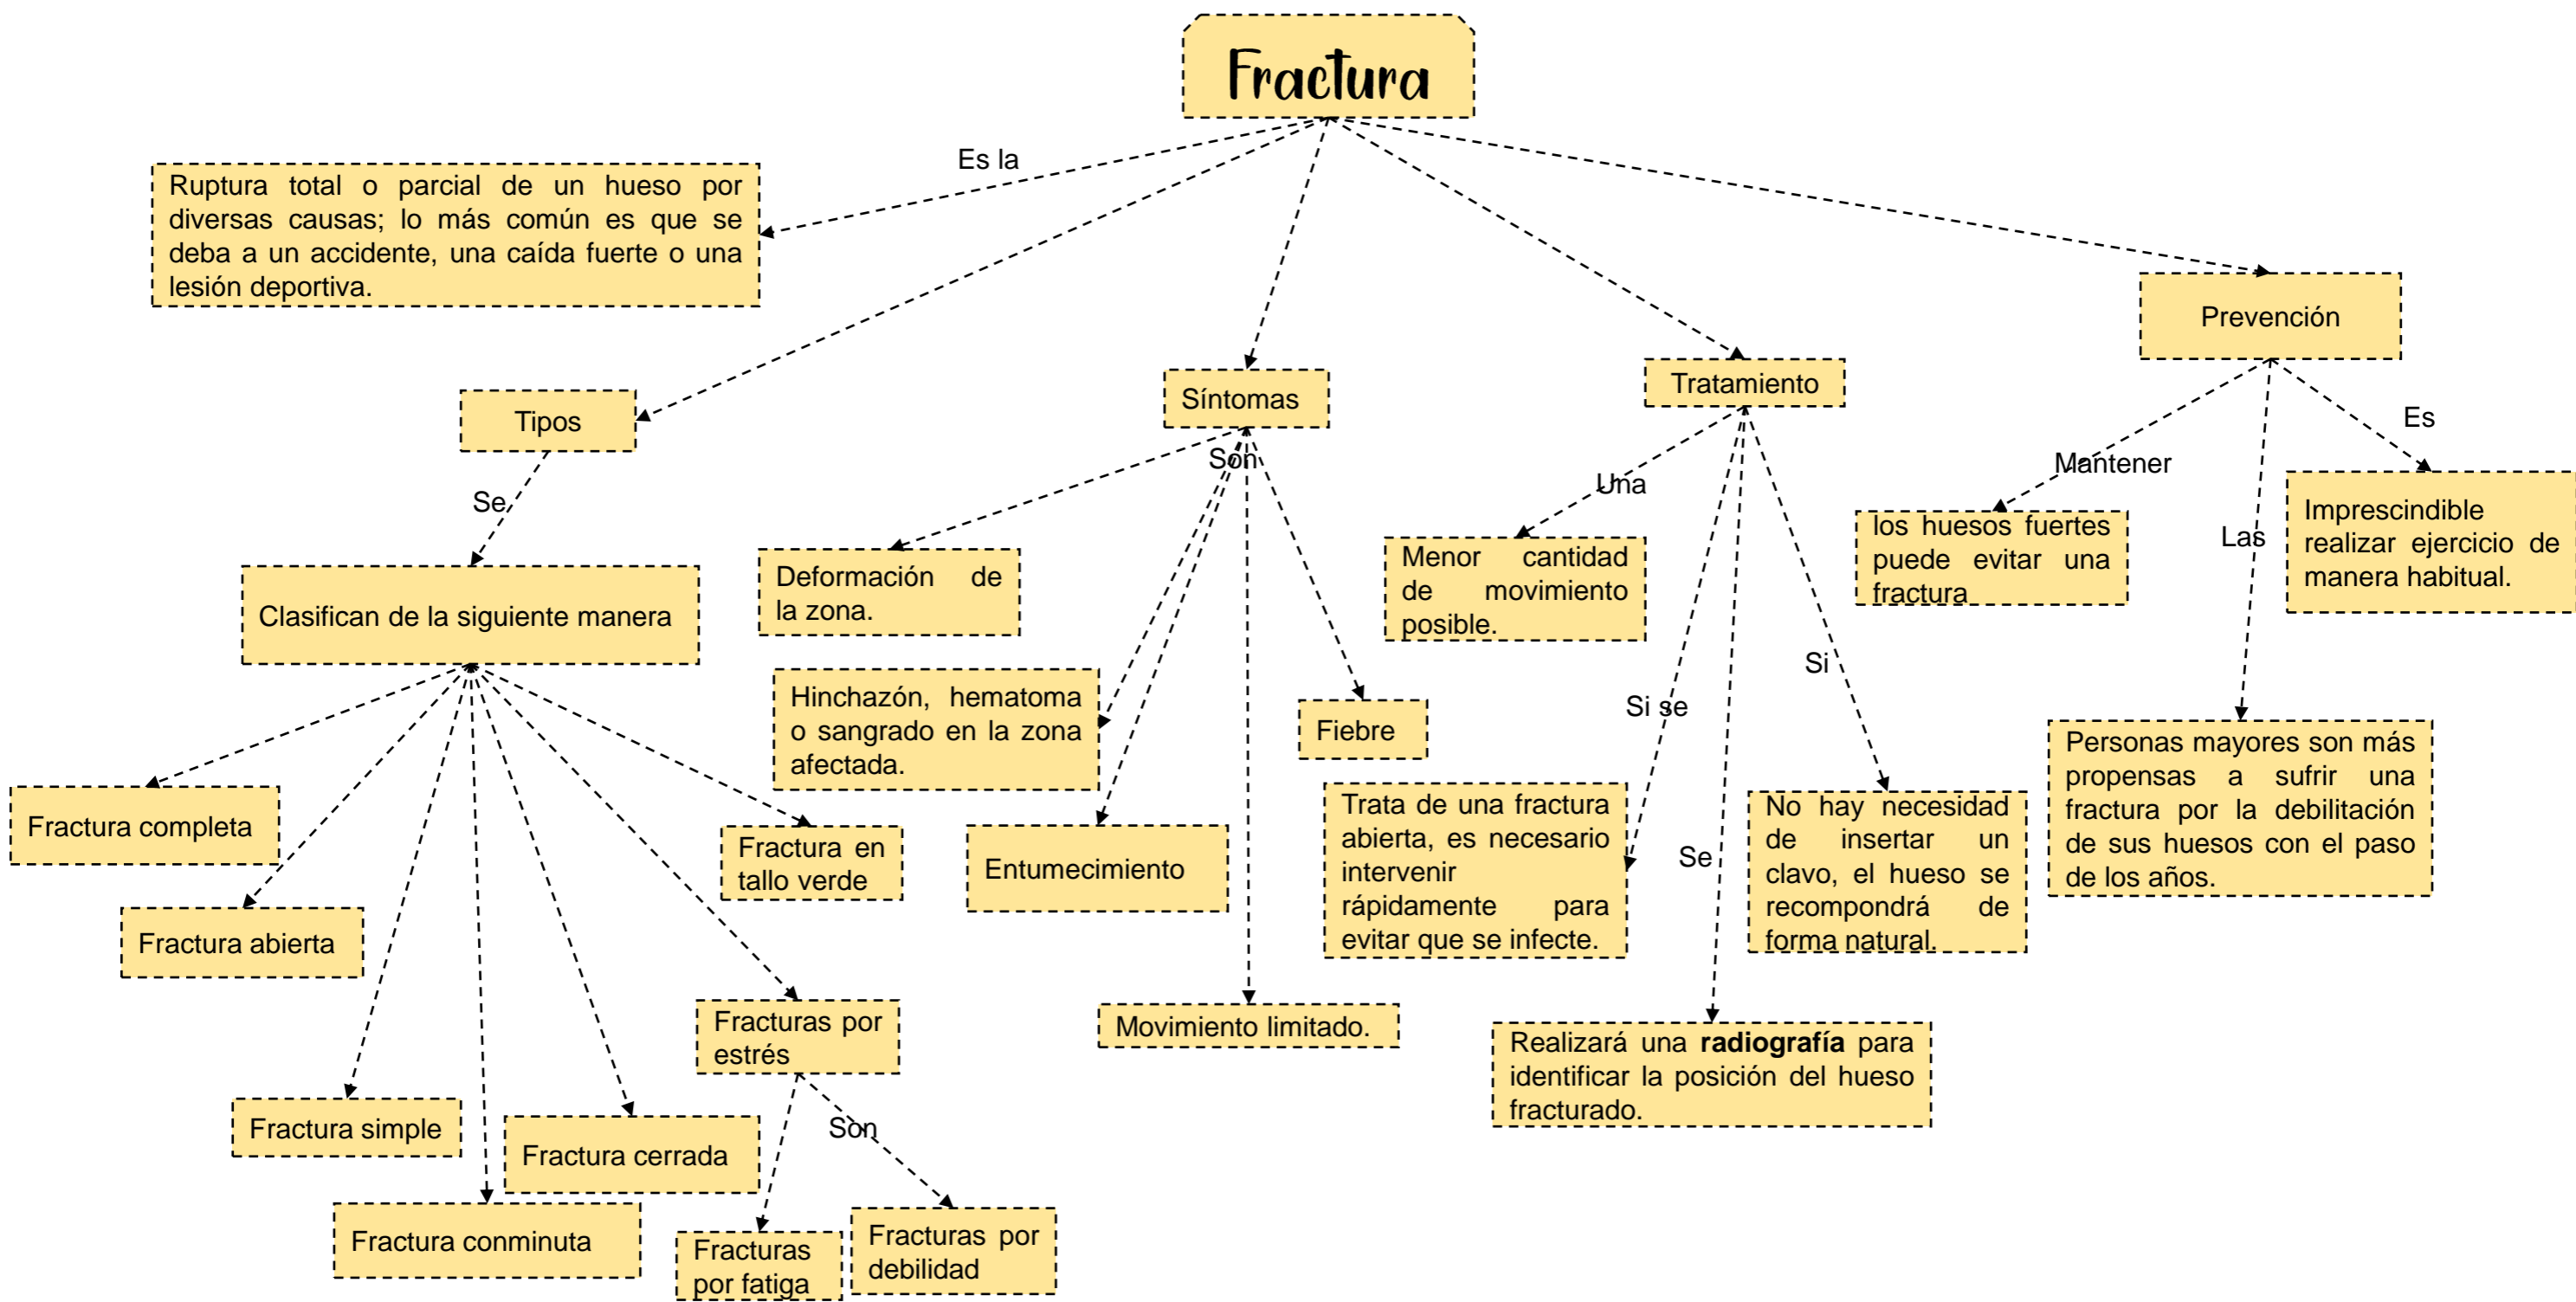 Fractura
Es la
Ruptura total o parcial de un hueso por
diversas causas; lo más común es que se
deba a un accidente, una caída fuerte o una
lesión deportiva.
Tipos
Se
Clasifican de la siguiente manera
Fractura completa
Fractura abierta
Fractura simple
Fractura conminuta
Fractura cerrada
Fracturas por
estrés
Son
Fracturas
por fatiga
Fracturas por
debilidad
Fractura en
tallo verde
Síntomas
Son
Deformación de
la zona.
Hinchazón, hematoma
o sangrado en la zona
afectada.
Entumecimiento
Movimiento limitado.
Fiebre
Tratamiento
Una
Menor cantidad
de movimiento
posible.
Si se
Trata de una fractura
abierta, es necesario
intervenir
rápidamente para
evitar que se infecte.
Se
Realizará una radiografía para
identificar la posición del hueso
fracturado.
Si
No hay necesidad
de insertar un
clavo, el hueso se
recompondrá de
forma natural.
Prevención
Mantener
los huesos fuertes
puede evitar una
fractura
Las
Personas mayores son más
propensas a sufrir una
fractura por la debilitación
de sus huesos con el paso
de los años.
Es
Imprescindible
realizar ejercicio de
manera habitual.